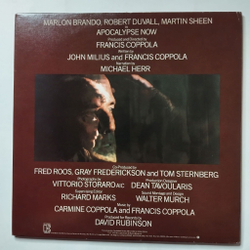 MARLON BRANDO, ROBERT DUVALL, MARTIN SHEEN
APOCALYPSE NOW
Produced and Directed by
FRANCIS COPPOLA
Written by
JOHN MILIUS and FRANCIS COPPOLA
Narration by
MICHAEL HERR
Co-Produced by
FRED ROOS, GRAY FREDERICKSON and TOM STERNBERG
Photography by
VITTORIO STORARO AIC
Production Designer
DEAN TAVOULARIS
Supervising Editor
RICHARD MARKS
Sound Montage and Design
WALTER MURCH
Music by
CARMINE COPPOLA and FRANCIS COPPOLA
Produced for Records by
DAVID RUBINSON